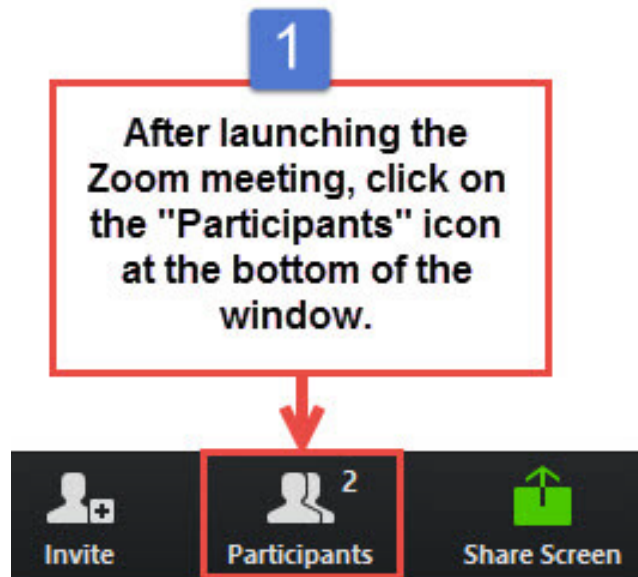 1
After launching the
Zoom meeting, click on
the "Participants" icon
at the bottom of the
window.
2
Invite
Participants
Share Screen